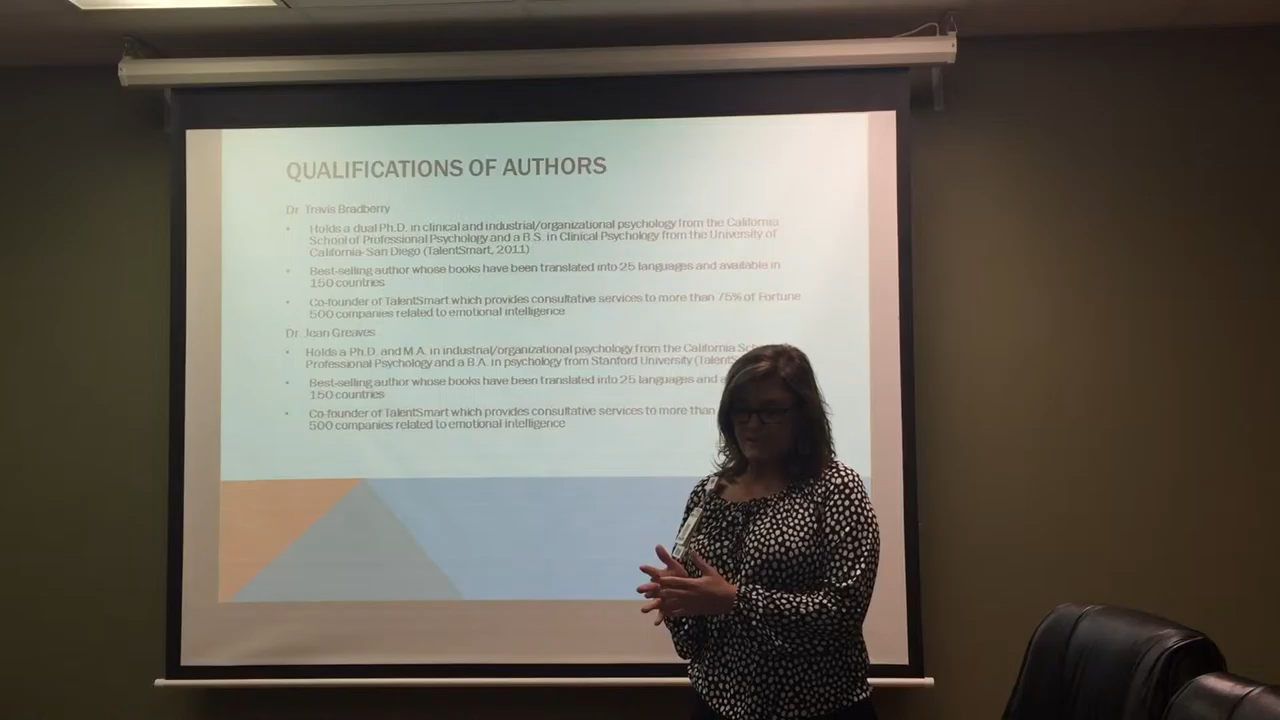 QUALIFICATIONS OF AUTHORS
Dr. Travis Bradberry
• Holds a dual Ph.D. in clinical and industrial/organizational psychology from the California
School of Professional Psychology and a B.S. in Clinical Psychology from the University of
California- San Diego (TalentSmart, 2011)
• Best-selling author whose books have been translated into 25 languages and available in
150 countries
• Co-founder of TalentSmart which provides consultative services to more than 75% of Fortune
500 companies related to emotional intelligence
Dr. Jean Greaves
• Holds a Ph.D. and M.A. in industrial/organizational psychology from the California
Professional Psychology and a B.A. in psychology from Stanford University
• Best-selling author whose books have been translated into 25 languages and
150 countries
• Co-founder of TalentSmart which provides consultative services to more than
500 companies related to emotional intelligence